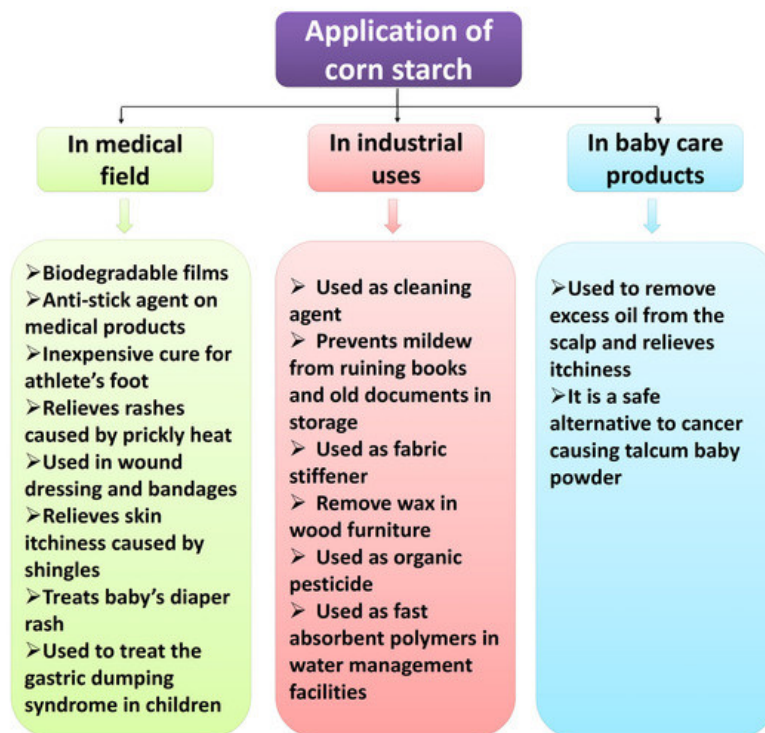 Application of
corn starch
In medical
field
In industrial
uses
In baby care
products
➢Biodegradable films
➢Anti-stick agent on
medical products
➢Inexpensive cure for
athlete's foot
➢Relieves rashes
caused by prickly heat
➢Used in wound
dressing and bandages
➢Relieves skin
itchiness caused by
shingles
➢Treats baby's diaper
rash
➢Used to treat the
gastric dumping
syndrome in children
➢ Used as cleaning
agent
➢ Prevents mildew
from ruining books
and old documents in
storage
➢ Used as fabric
stiffener
➢ Remove wax in
wood furniture
➢ Used as organic
pesticide
➢ Used as fast
absorbent polymers in
water management
facilities
➢Used to remove
excess oil from the
scalp and relieves
itchiness
➢It is a safe
alternative to cancer
causing talcum baby
powder